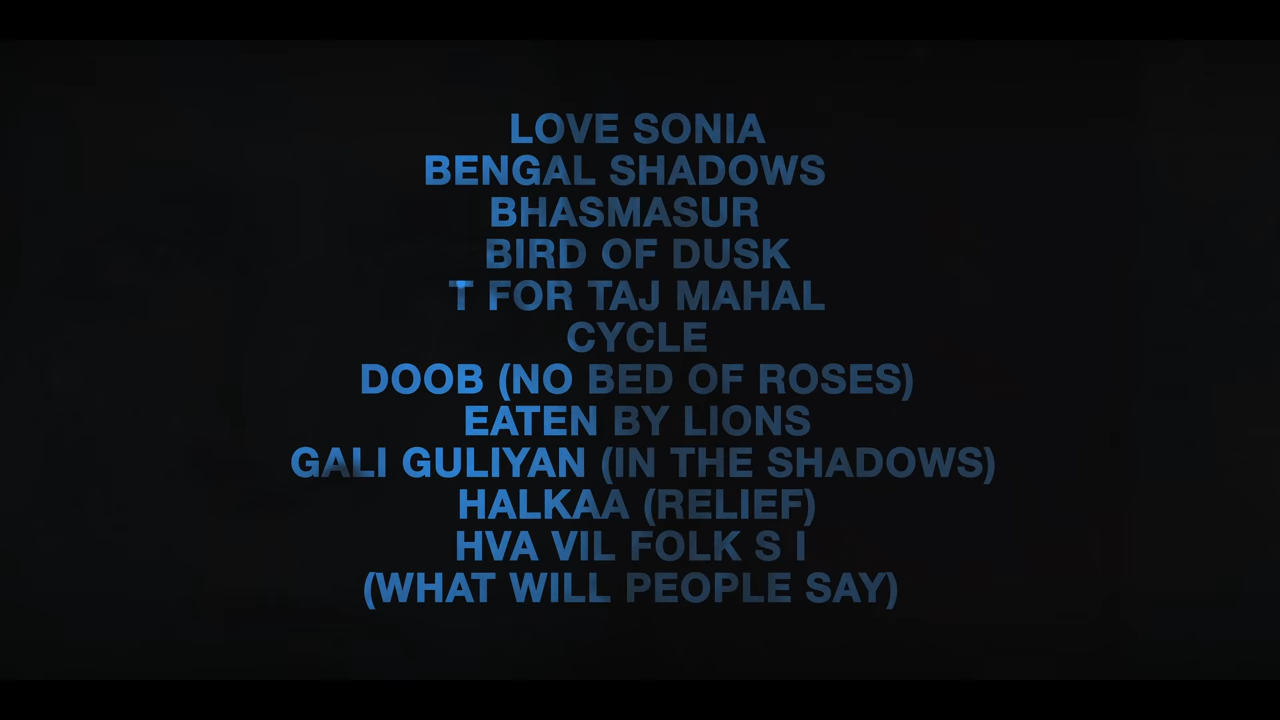 LOVE SONIA
BENGAL SHADOWS
BHASMASUR
BIRD OF DUSK
T FOR TAJ MAHAL
CYCLE
DOOB (NO BED OF ROSES)
EATEN BY LIONS
GALI GULIYAN (IN THE SHADOWS)
HALKAA (RELIEF)
HVA VIL FOLK S I
(WHAT WILL PEOPLE SAY)